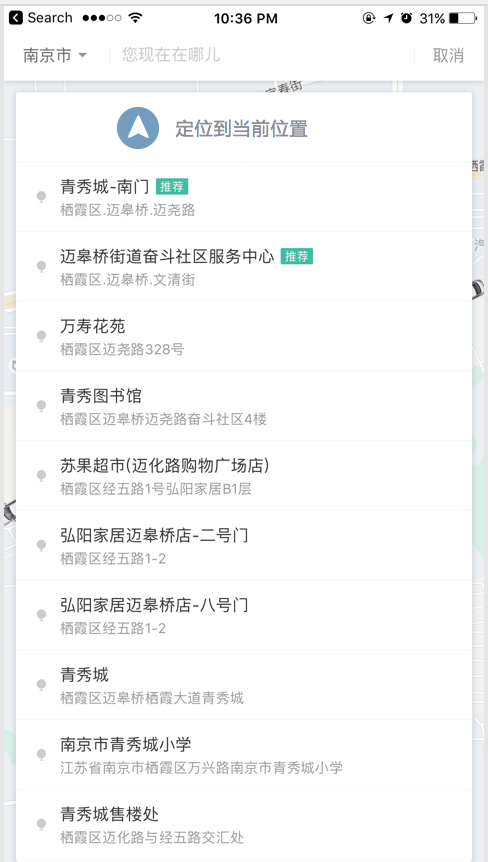 Search 10:36 PM 31%
南京市 您现在在哪儿 取消
定位到当前位置
青秀城-南门 推荐
栖霞区.迈皋桥.迈尧路
迈皋桥街道奋斗社区服务中心 推荐
栖霞区.迈皋桥.文清街
万寿花苑
栖霞区迈尧路328号
青秀图书馆
栖霞区迈皋桥迈尧路奋斗社区4楼
苏果超市(迈化路购物广场店)
栖霞区经五路1号弘阳家居B1层
弘阳家居迈皋桥店-二号门
栖霞区经五路1-2
弘阳家居迈皋桥店-八号门
栖霞区经五路1-2
青秀城
栖霞区迈皋桥栖霞大道青秀城
南京市青秀城小学
江苏省南京市栖霞区万兴路南京市青秀城小学
青秀城售楼处
栖霞区迈化路与经五路交汇处